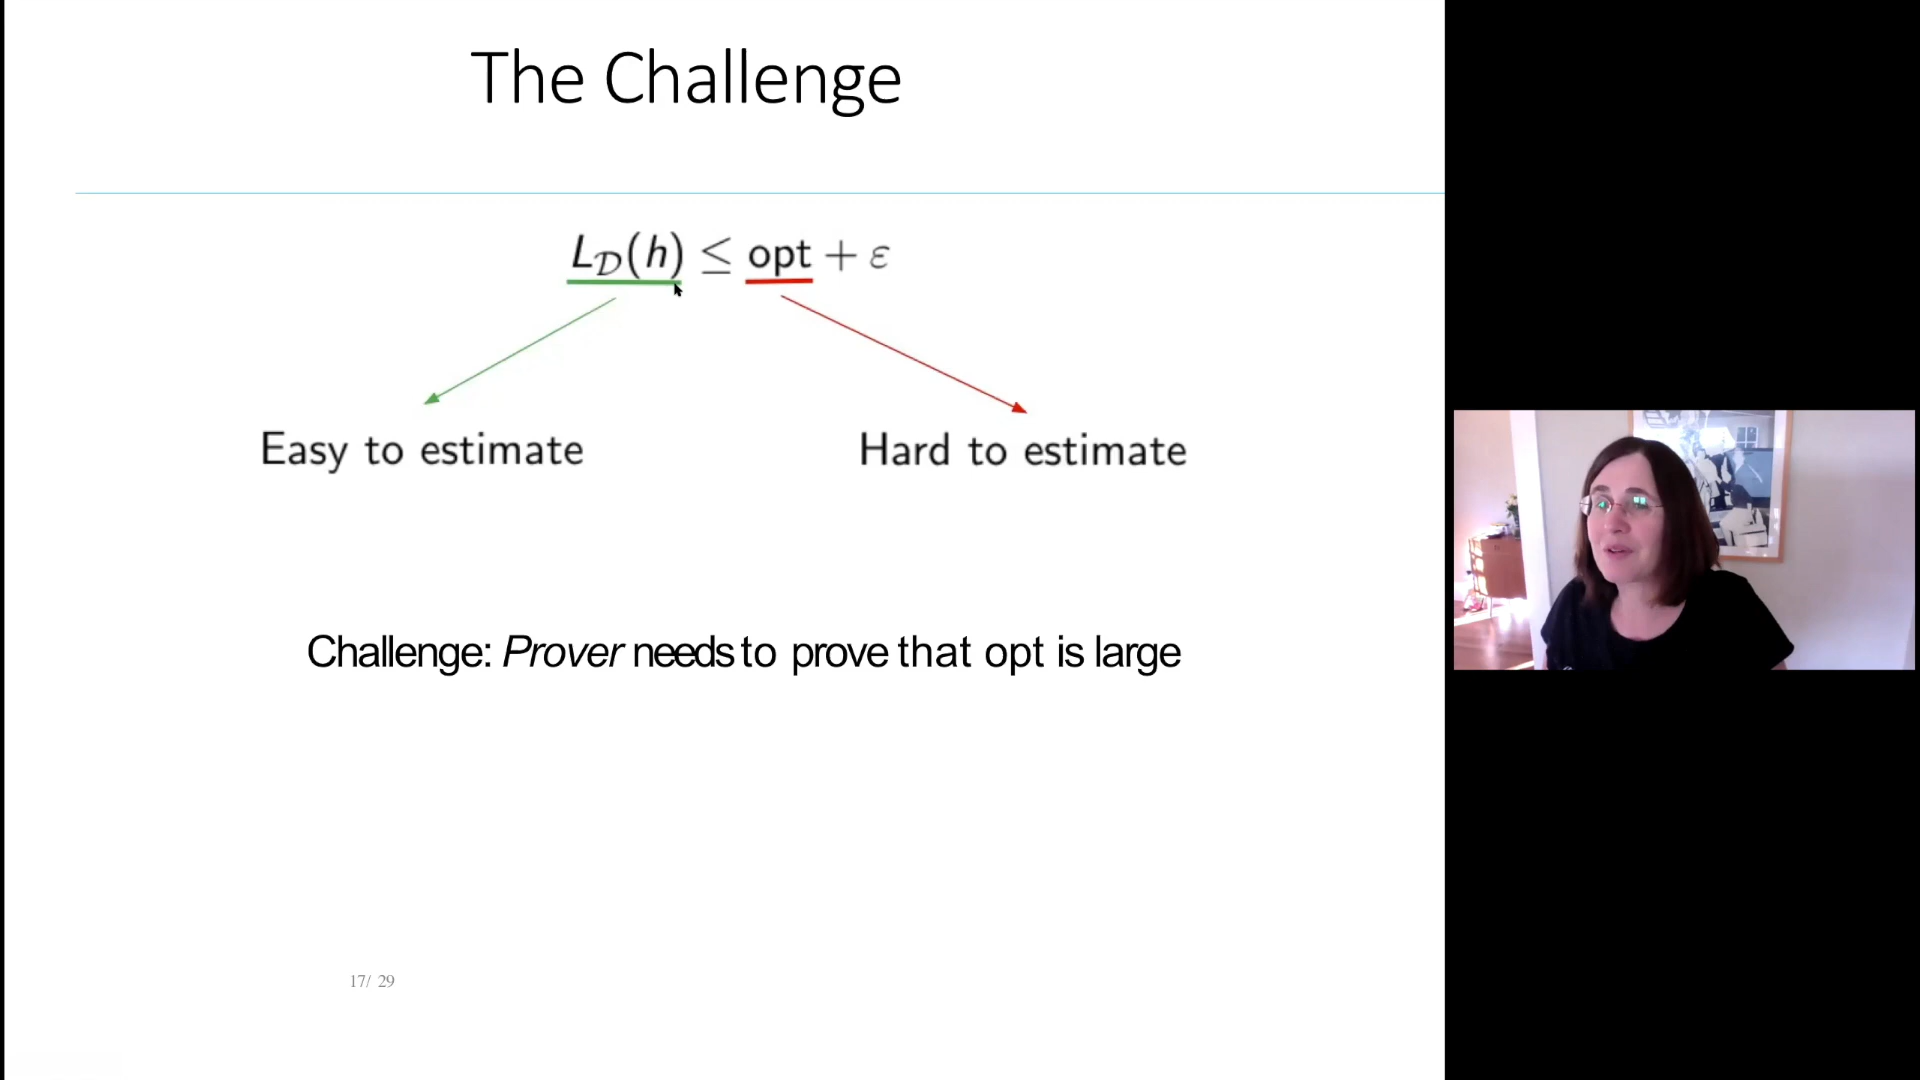 The Challenge
L_𝒟(h) ≤ opt + ε
Easy to estimate
Hard to estimate
Challenge: Prover needs to prove that opt is large
17/ 29